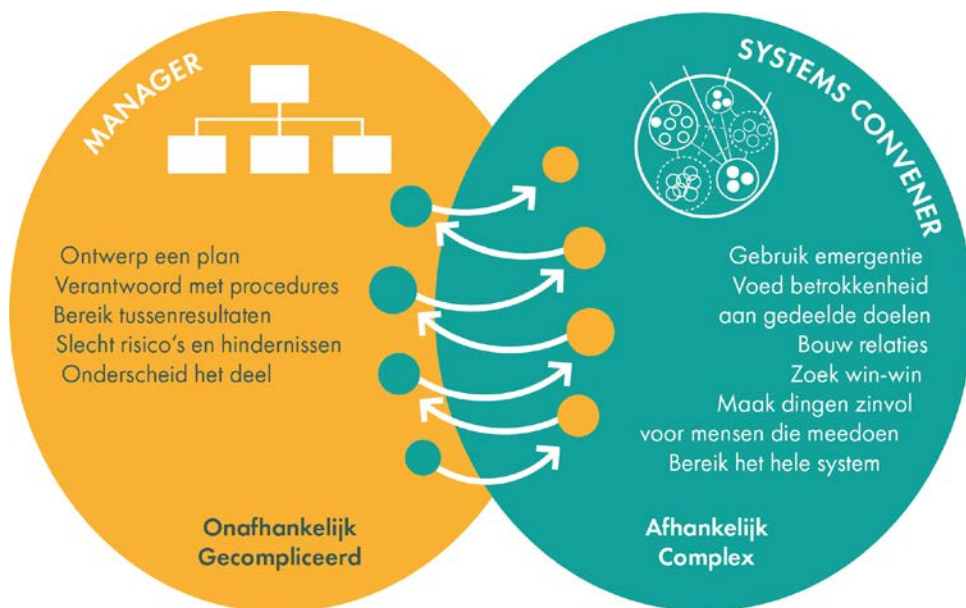 MANAGER
Ontwerp een plan
Verantwoord met procedures
Bereik tussenresultaten
Slecht risico's en hindernissen
Onderscheid het deel
Onafhankelijk
Gecompliceerd
SYSTEMS CONVENER
Gebruik emergentie
Voed betrokkenheid
aan gedeelde doelen
Bouw relaties
Zoek win-win
Maak dingen zinvol
voor mensen die meedoen
Bereik het hele system
Afhankelijk
Complex